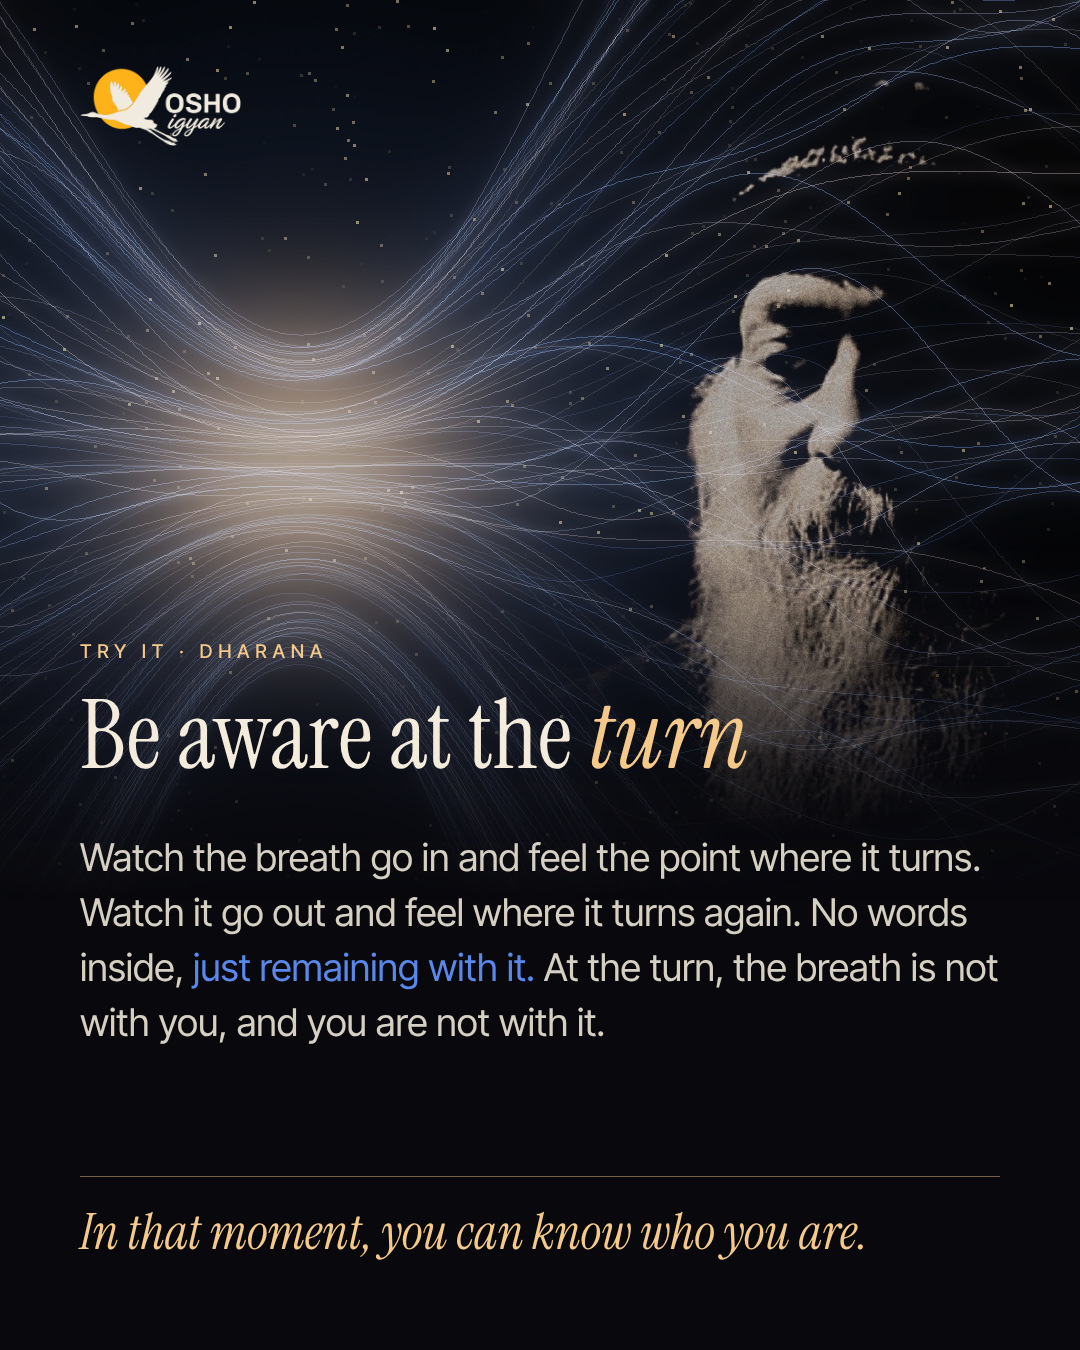 OSHO
igyan
TRY IT · DHARANA
Be aware at the turn
Watch the breath go in and feel the point where it turns.
Watch it go out and feel where it turns again. No words
inside, just remaining with it. At the turn, the breath is not
with you, and you are not with it.
In that moment, you can know who you are.